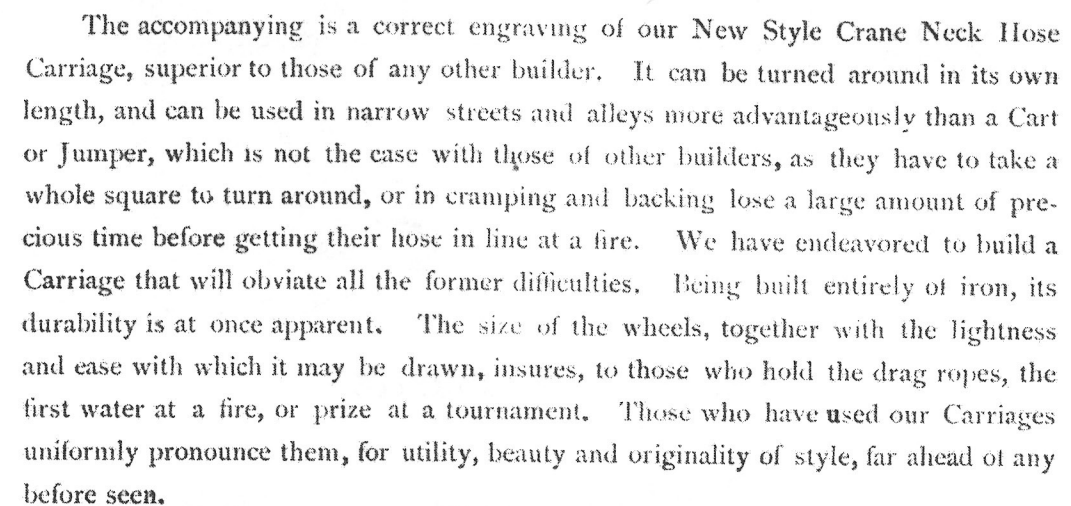 The accompanying is a correct engraving of our New Style Crane Neck Hose
Carriage, superior to those of any other builder. It can be turned around in its own
length, and can be used in narrow streets and alleys more advantageously than a Cart
or Jumper, which is not the case with those of other builders, as they have to take a
whole square to turn around, or in cramping and backing lose a large amount of pre-
cious time before getting their hose in line at a fire. We have endeavored to build a
Carriage that will obviate all the former difficulties. Being built entirely of iron, its
durability is at once apparent. The size of the wheels, together with the lightness
and ease with which it may be drawn, insures, to those who hold the drag ropes, the
first water at a fire, or prize at a tournament. Those who have used our Carriages
uniformly pronounce them, for utility, beauty and originality of style, far ahead of any
before seen.